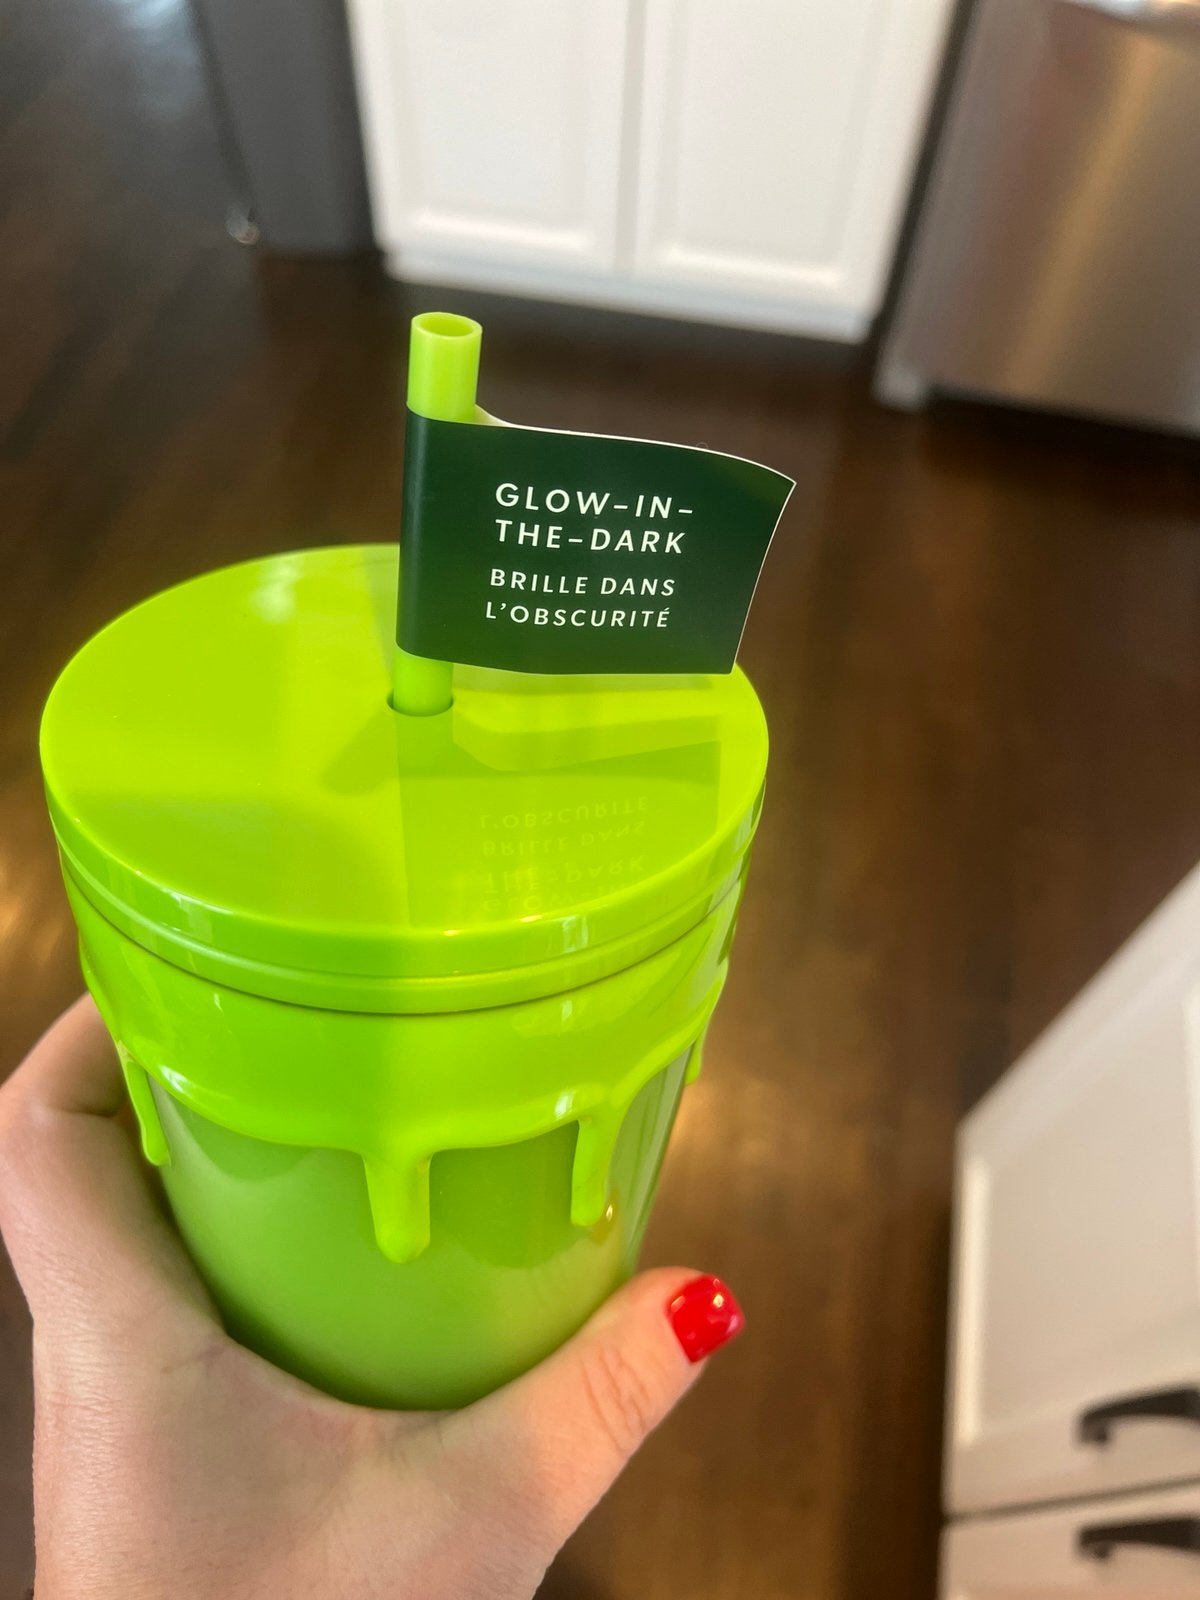 GLOW-IN-
THE-DARK
BRILLE DANS
L'OBSCURITÉ